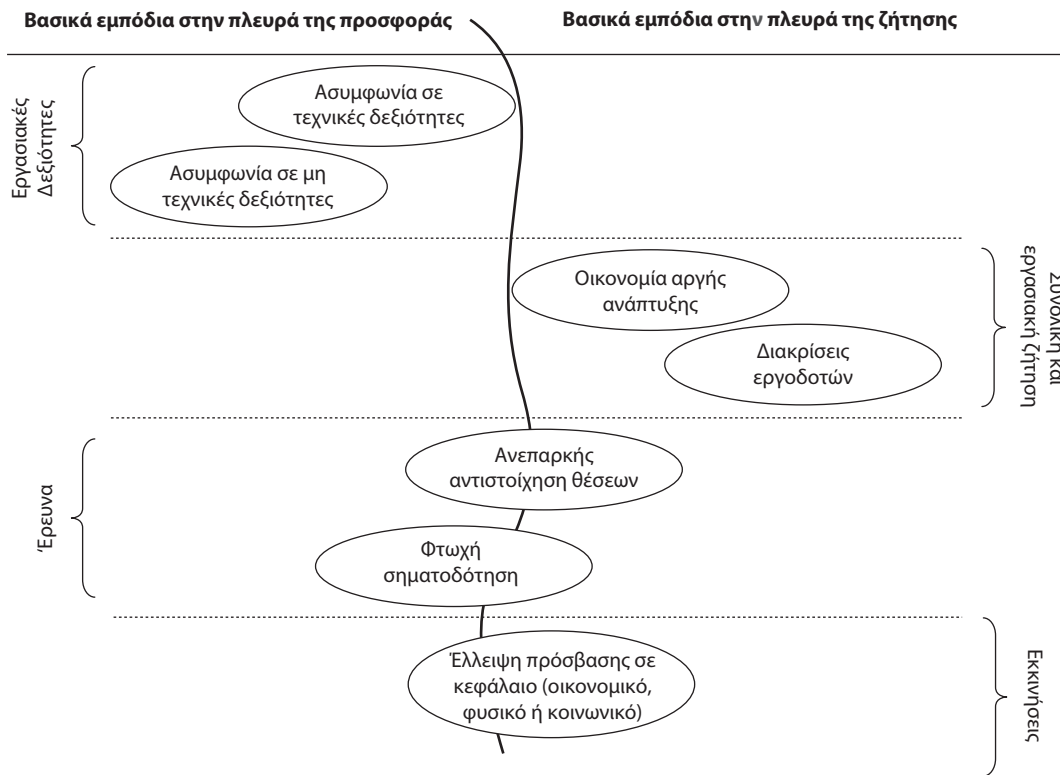 Βασικά εμπόδια στην πλευρά της προσφοράς
Βασικά εμπόδια στην πλευρά της ζήτησης
Εργασιακές
Δεξιότητες
Ασυμφωνία σε
τεχνικές δεξιότητες
Ασυμφωνία σε μη
τεχνικές δεξιότητες
Οικονομία αργής
ανάπτυξης
Διακρίσεις
εργοδοτών
Συνολική και
εργασιακή ζήτηση
Έρευνα
Ανεπαρκής
αντιστοίχηση θέσεων
Φτωχή
σηματοδότηση
Έλλειψη πρόσβασης σε
κεφάλαιο (οικονομικό,
φυσικό ή κοινωνικό)
Εκκινήσεις